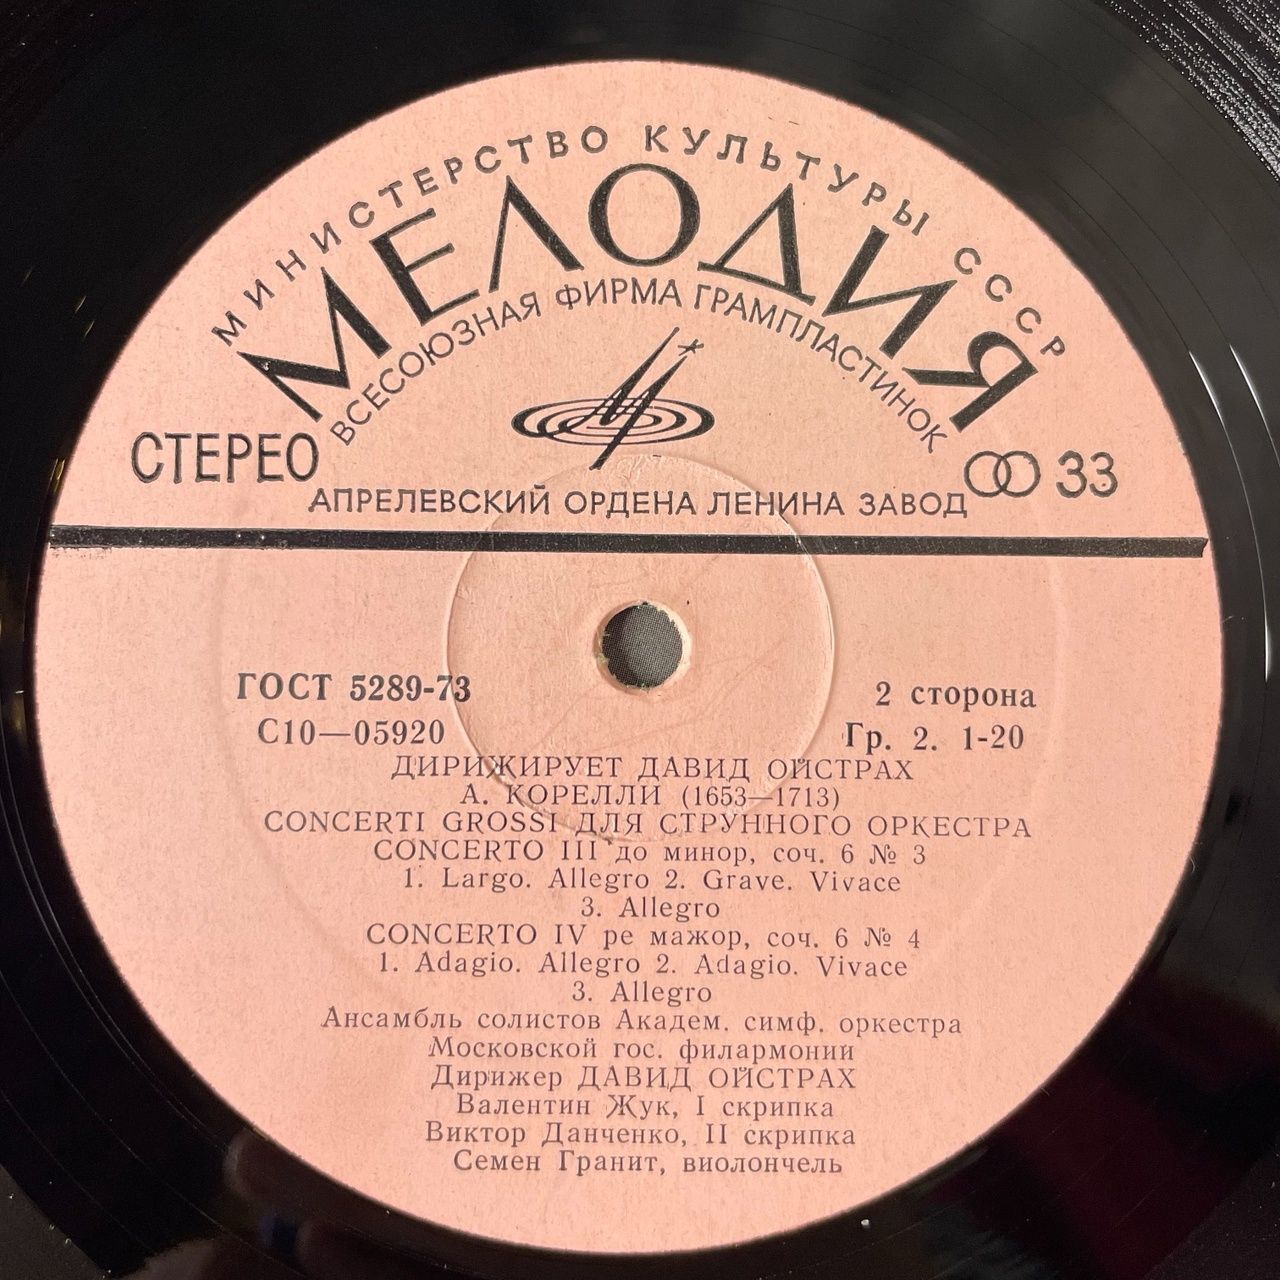 МИНИСТЕРСТВО КУЛЬТУРЫ СССР
МЕЛОДИЯ
ВСЕСОЮЗНАЯ ФИРМА ГРАМПЛАСТИНОК
СТЕРЕО
33
АПРЕЛЕВСКИЙ ОРДЕНА ЛЕНИНА ЗАВОД
ГОСТ 5289-73 2 сторона
С10—05920 Гр. 2. 1-20
ДИРИЖИРУЕТ ДАВИД ОЙСТРАХ
А. КОРЕЛЛИ (1653—1713)
CONCERTI GROSSI ДЛЯ СТРУННОГО ОРКЕСТРА
CONCERTO III до минор, соч. 6 № 3
1. Largo. Allegro 2. Grave. Vivace
3. Allegro
CONCERTO IV ре мажор, соч. 6 № 4
1. Adagio. Allegro 2. Adagio. Vivace
3. Allegro
Ансамбль солистов Академ. симф. оркестра
Московской гос. филармонии
Дирижер ДАВИД ОЙСТРАХ
Валентин Жук, I скрипка
Виктор Данченко, II скрипка
Семен Гранит, виолончель